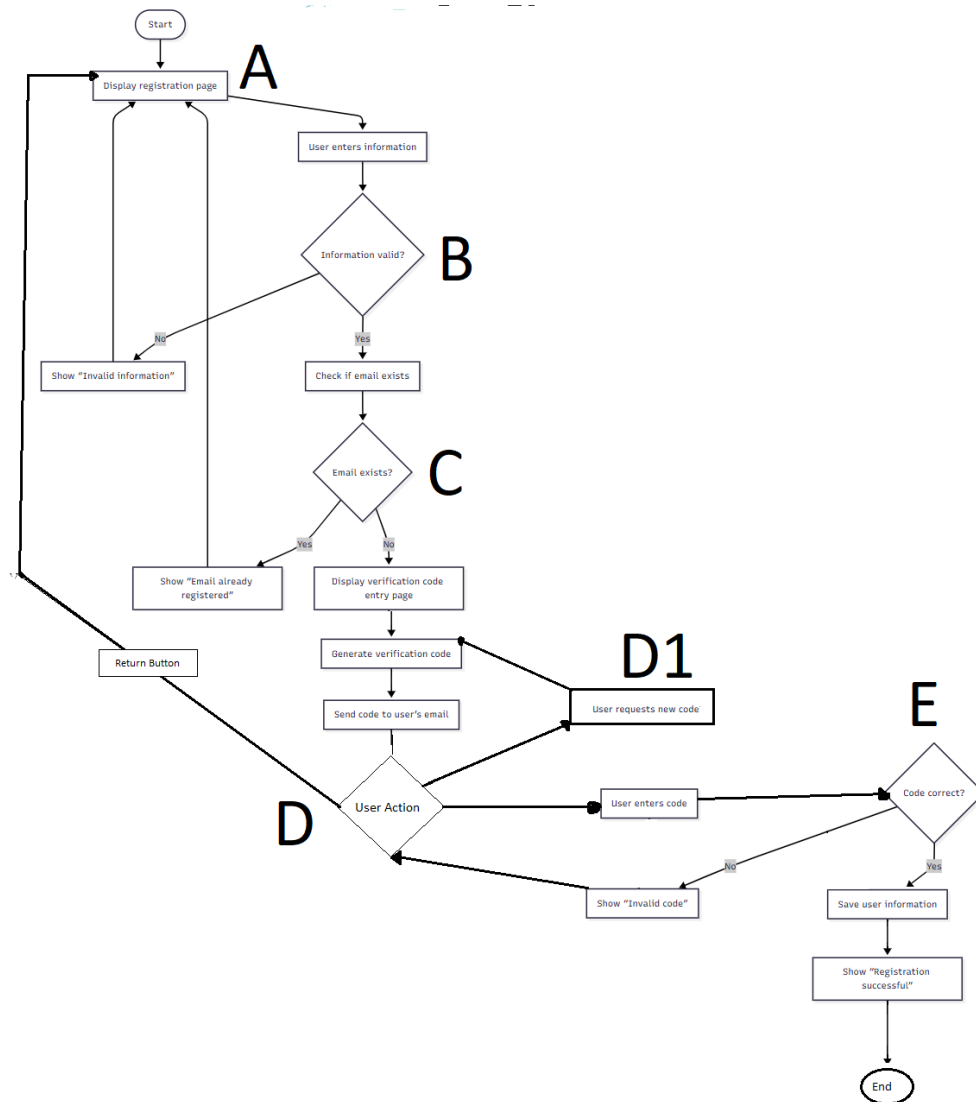 Start
A
Display registration page
User enters information
Information valid?
B
No
Yes
Show "Invalid information"
Check if email exists
Email exists?
C
Yes
No
Show "Email already
registered"
Display verification code
entry page
Return Button
Generate verification code
D1
User requests new code
Send code to user's email
E
User Action
D
User enters code
Code correct?
No
Yes
Show "Invalid code"
Save user information
Show "Registration
successful"
End